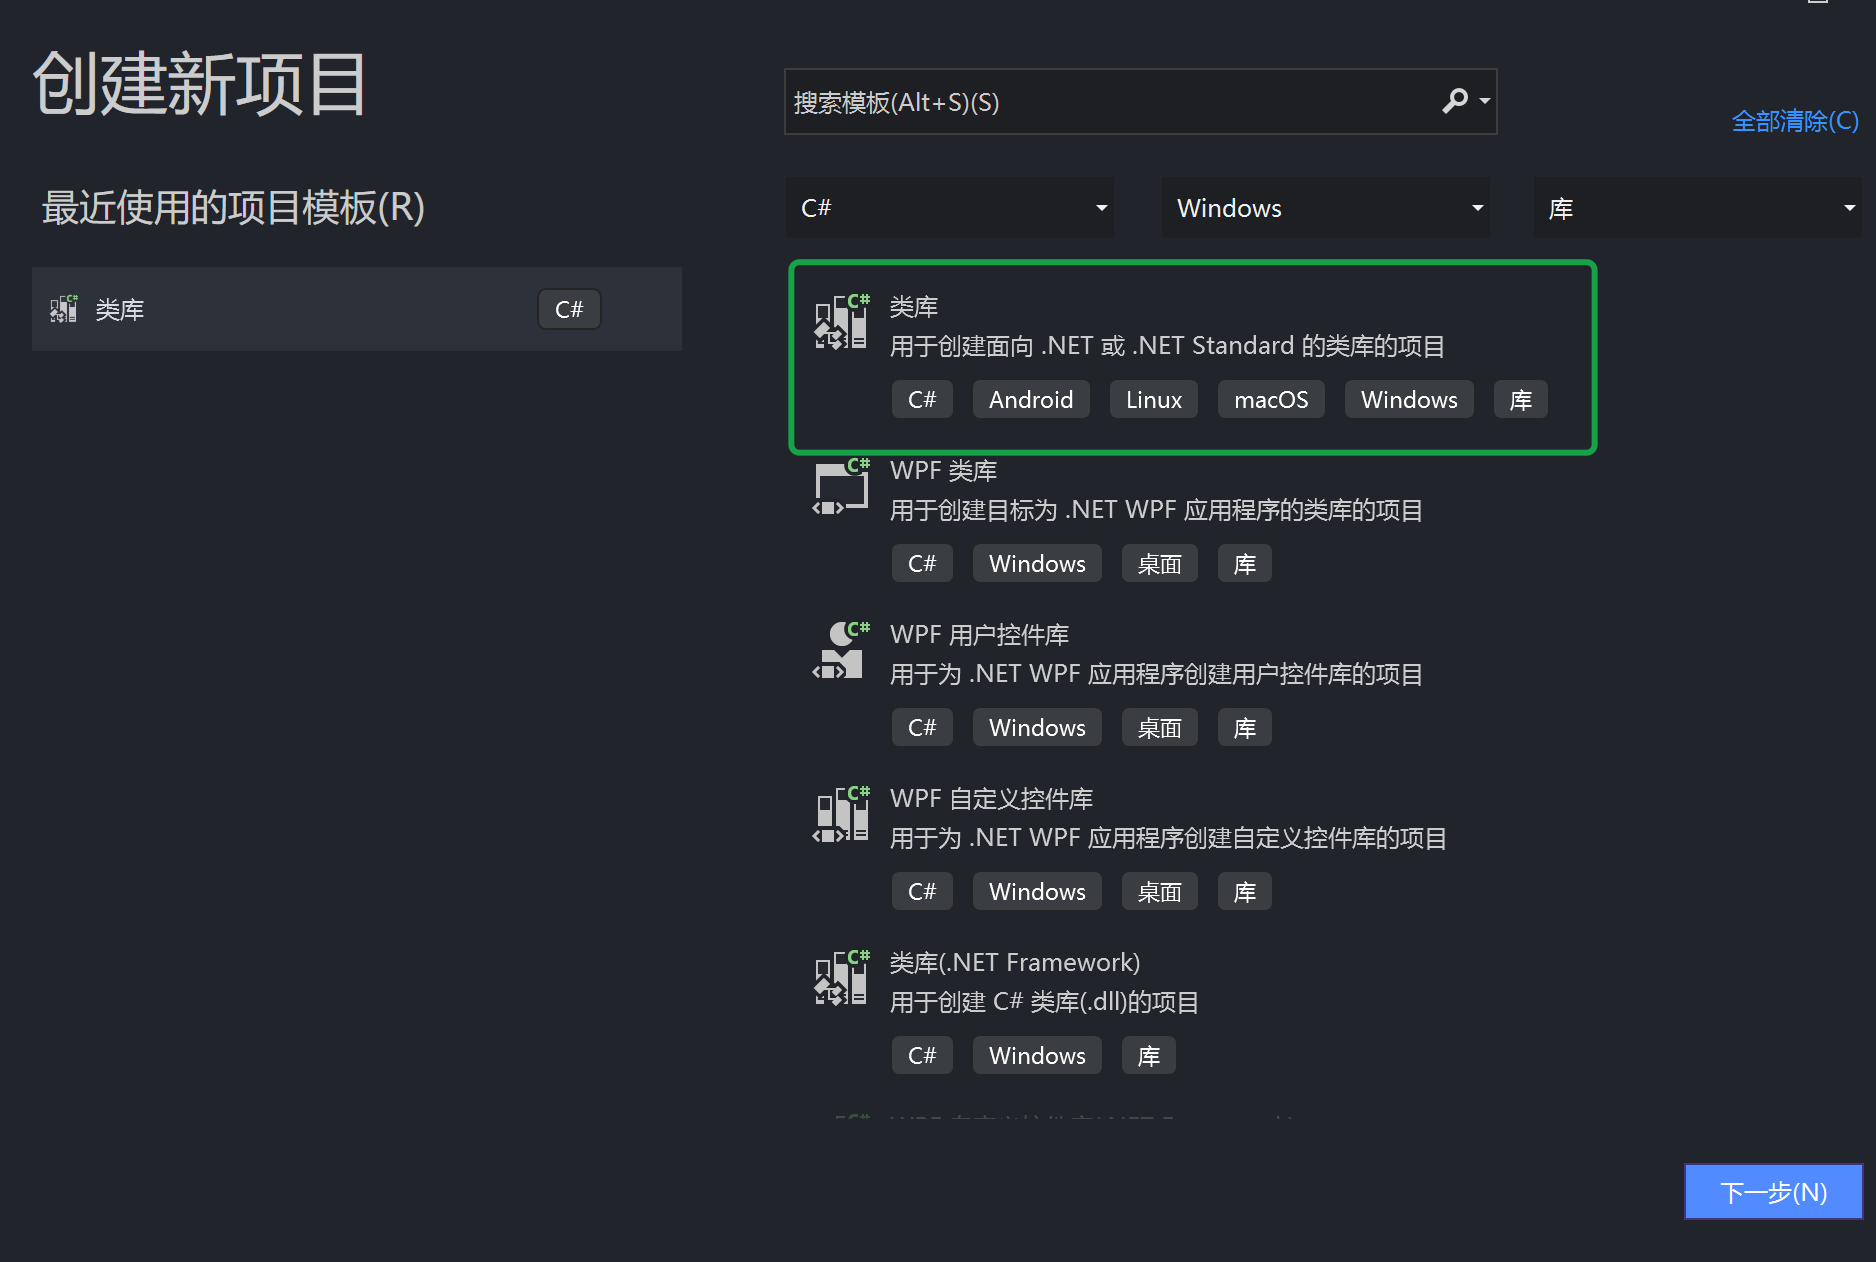 创建新项目
搜索模板(Alt+S)(S)
全部清除(C)
最近使用的项目模板(R)
C#
Windows
库
类库
C#
类库
用于创建面向 .NET 或 .NET Standard 的类库的项目
C# Android Linux macOS Windows 库
WPF 类库
用于创建目标为 .NET WPF 应用程序的类库的项目
C# Windows 桌面 库
WPF 用户控件库
用于为 .NET WPF 应用程序创建用户控件库的项目
C# Windows 桌面 库
WPF 自定义控件库
用于为 .NET WPF 应用程序创建自定义控件库的项目
C# Windows 桌面 库
类库(.NET Framework)
用于创建 C# 类库(.dll)的项目
C# Windows 库
下一步(N)